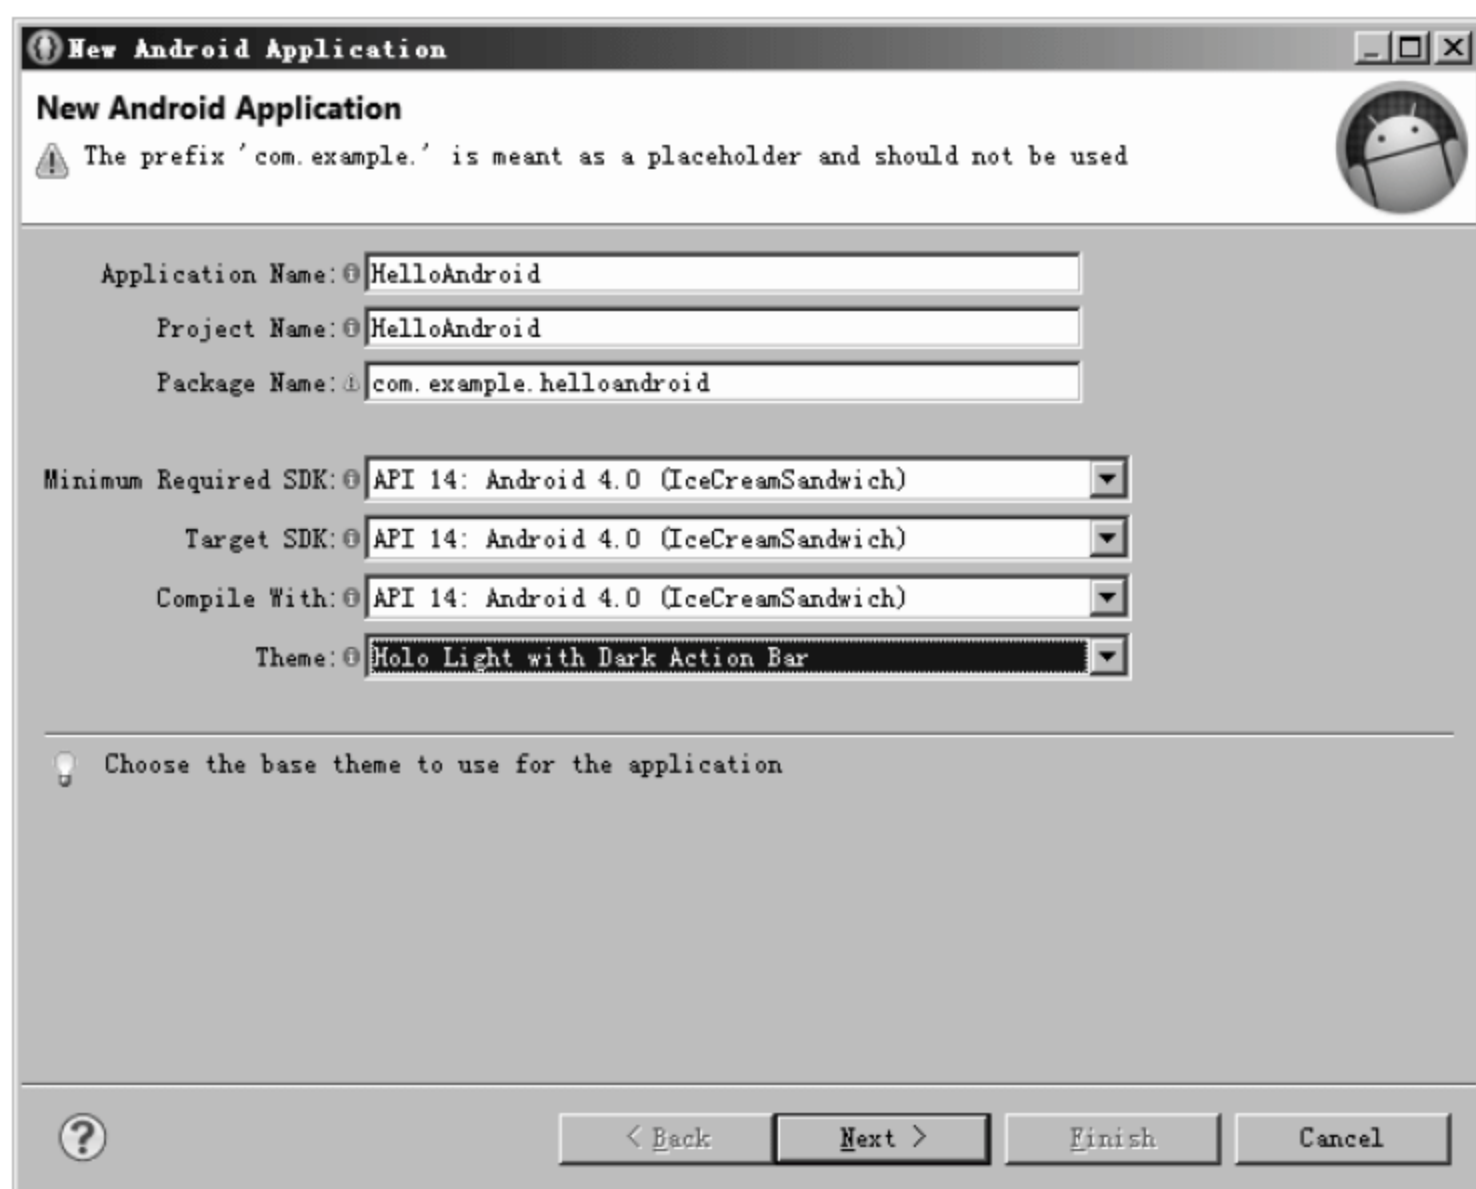 New Android Application
New Android Application
The prefix 'com.example.' is meant as a placeholder and should not be used
Application Name: HelloAndroid
Project Name: HelloAndroid
Package Name: com.example.helloandroid
Minimum Required SDK: API 14: Android 4.0 (IceCreamSandwich)
Target SDK: API 14: Android 4.0 (IceCreamSandwich)
Compile With: API 14: Android 4.0 (IceCreamSandwich)
Theme: Holo Light with Dark Action Bar
Choose the base theme to use for the application
? < Back Next > Finish Cancel